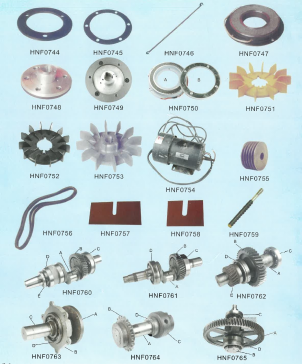 HNF0744 HNF0745 HNF0746 HNF0747
A B
HNF0748 HNF0749 HNF0750 HNF0751
HNF0752 HNF0753 HNF0754 HNF0755
HNF0756 HNF0757 HNF0758 HNF0759
HNF0760 HNF0761 HNF0762
HNF0763 HNF0764 HNF0765